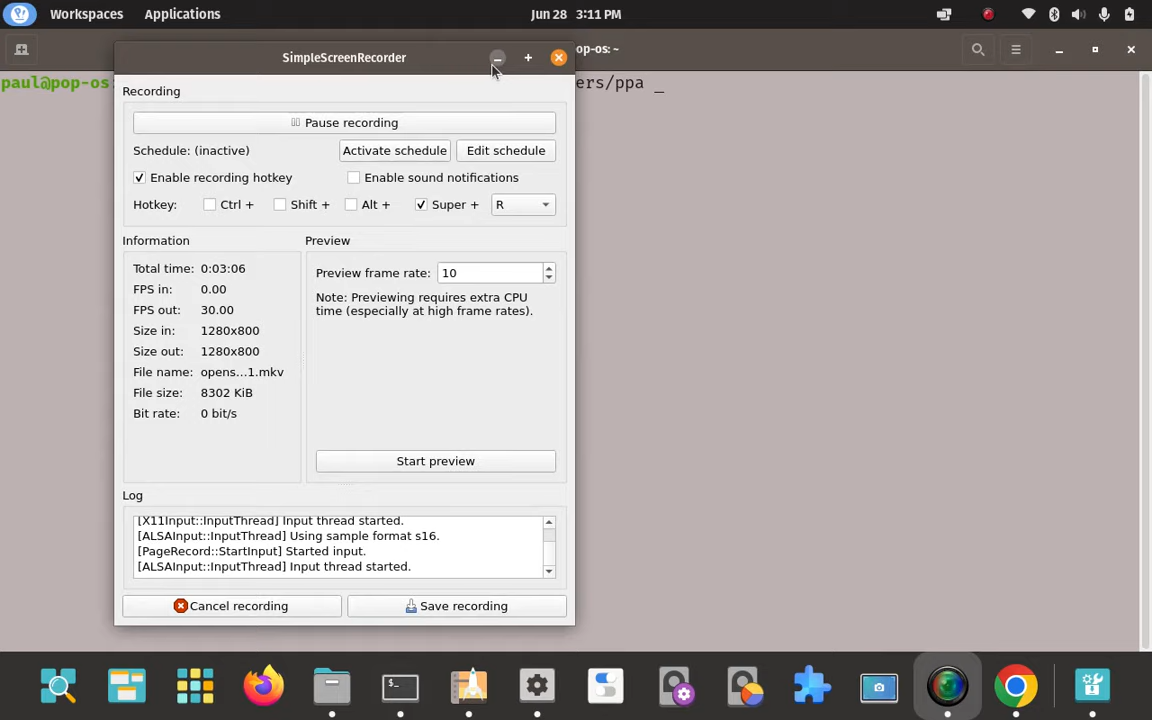 Workspaces Applications Jun 28 3:11 PM
SimpleScreenRecorder
pop-os: ~
paul@pop-os: ers/ppa _
Recording
Pause recording
Schedule: (inactive) Activate schedule Edit schedule
Enable recording hotkey Enable sound notifications
Hotkey: Ctrl + Shift + Alt + Super + R
Information
Total time: 0:03:06
FPS in: 0.00
FPS out: 30.00
Size in: 1280x800
Size out: 1280x800
File name: opens...1.mkv
File size: 8302 KiB
Bit rate: 0 bit/s
Preview
Preview frame rate: 10
Note: Previewing requires extra CPU
time (especially at high frame rates).
Start preview
Log
[X11Input::InputThread] Input thread started.
[ALSAInput::InputThread] Using sample format s16.
[PageRecord::StartInput] Started input.
[ALSAInput::InputThread] Input thread started.
Cancel recording Save recording